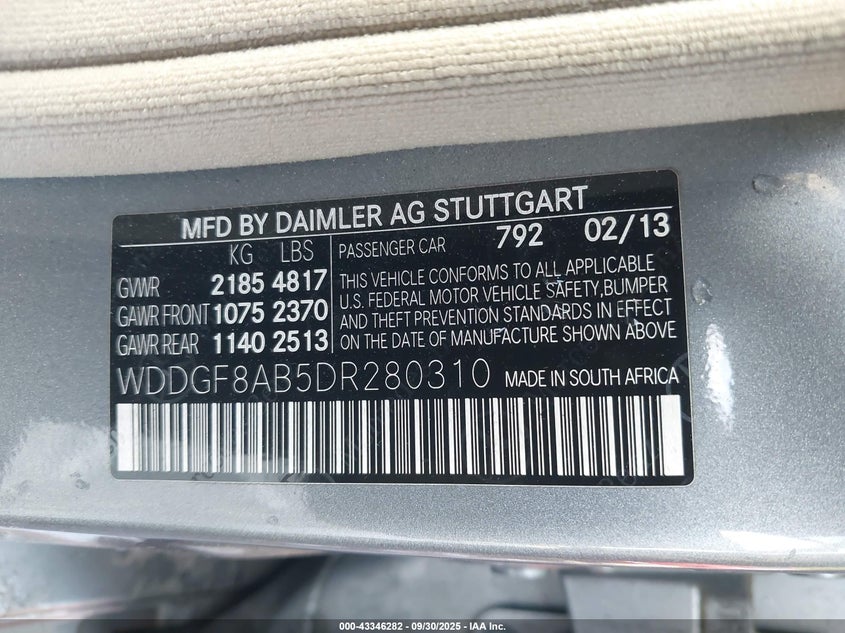 MFD BY DAIMLER AG STUTTGART
KG LBS PASSENGER CAR 792 02/13
GVWR 2185 4817
GAWR FRONT 1075 2370
GAWR REAR 1140 2513
THIS VEHICLE CONFORMS TO ALL APPLICABLE
U.S. FEDERAL MOTOR VEHICLE SAFETY, BUMPER
AND THEFT PREVENTION STANDARDS IN EFFECT
ON THE DATE OF MANUFACTURE SHOWN ABOVE
WDDGF8AB5DR280310 MADE IN SOUTH AFRICA
000-43346282 - 09/30/2025 - IAA Inc.